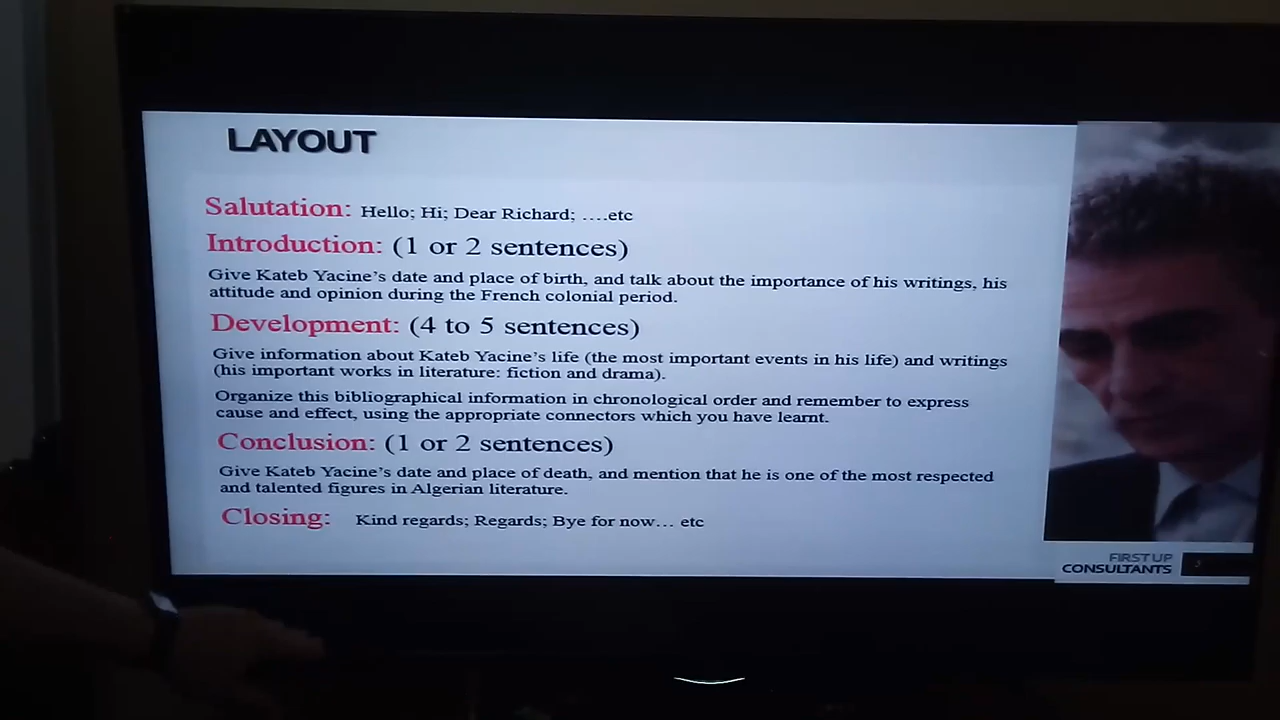 LAYOUT
Salutation: Hello; Hi; Dear Richard; ....etc
Introduction: (1 or 2 sentences)
Give Kateb Yacine's date and place of birth, and talk about the importance of his writings, his
attitude and opinion during the French colonial period.
Development: (4 to 5 sentences)
Give information about Kateb Yacine's life (the most important events in his life) and writings
(his important works in literature: fiction and drama).
Organize this bibliographical information in chronological order and remember to express
cause and effect, using the appropriate connectors which you have learnt.
Conclusion: (1 or 2 sentences)
Give Kateb Yacine's date and place of death, and mention that he is one of the most respected
and talented figures in Algerian literature.
Closing: Kind regards; Regards; Bye for now... etc
FIRST UP
CONSULTANTS